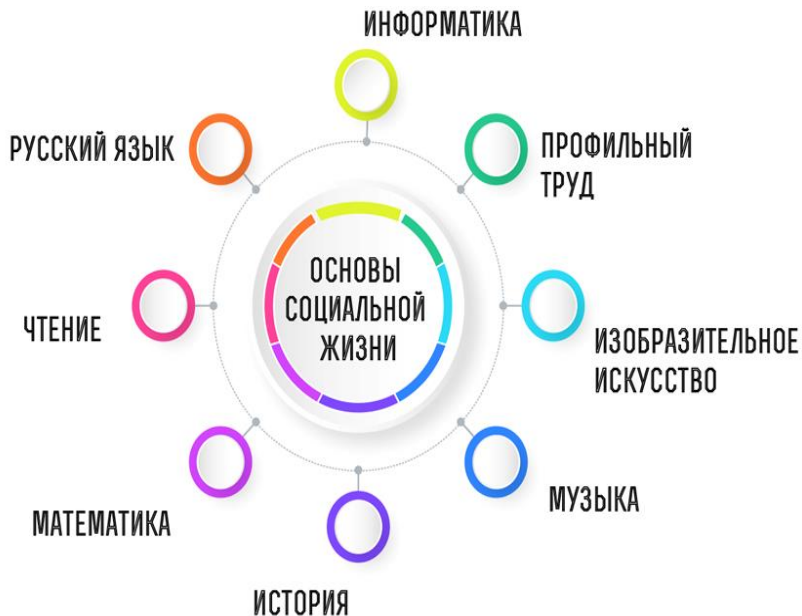 ИНФОРМАТИКА
РУССКИЙ ЯЗЫК
ПРОФИЛЬНЫЙ
ТРУД
ОСНОВЫ
СОЦИАЛЬНОЙ
ЖИЗНИ
ЧТЕНИЕ
ИЗОБРАЗИТЕЛЬНОЕ
ИСКУССТВО
МАТЕМАТИКА
МУЗЫКА
ИСТОРИЯ